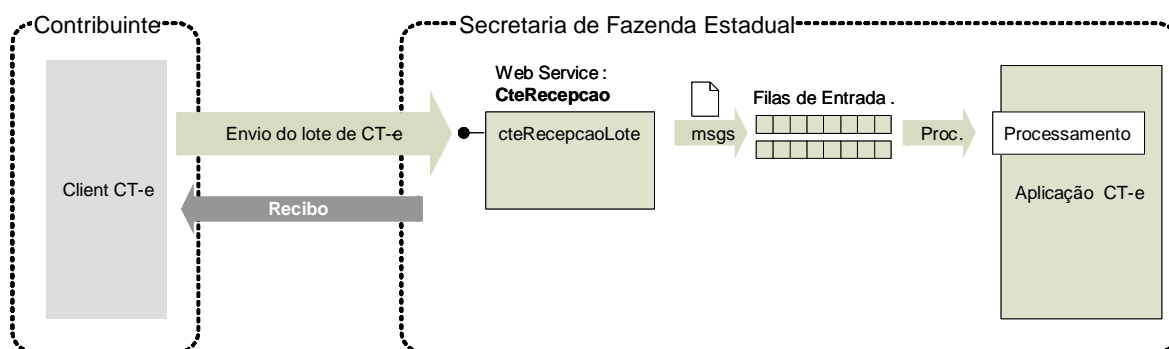 Contribuinte
Secretaria de Fazenda Estadual
Web Service :
CteRecepcao
Filas de Entrada .
Envio do lote de CT-e
cteRecepcaoLote
msgs
Proc.
Processamento
Client CT-e
Recibo
Aplicação CT-e